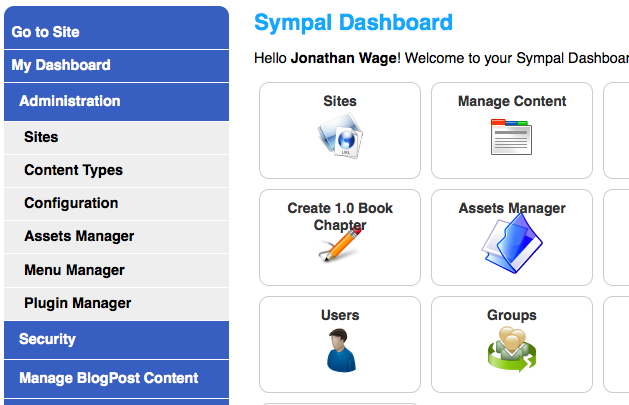 Go to Site
My Dashboard
Administration
Sites
Content Types
Configuration
Assets Manager
Menu Manager
Plugin Manager
Security
Manage BlogPost Content
Sympal Dashboard
Hello Jonathan Wage! Welcome to your Sympal
Sites
Manage Content
Create 1.0 Book
Chapter
Assets Manager
Users
Groups